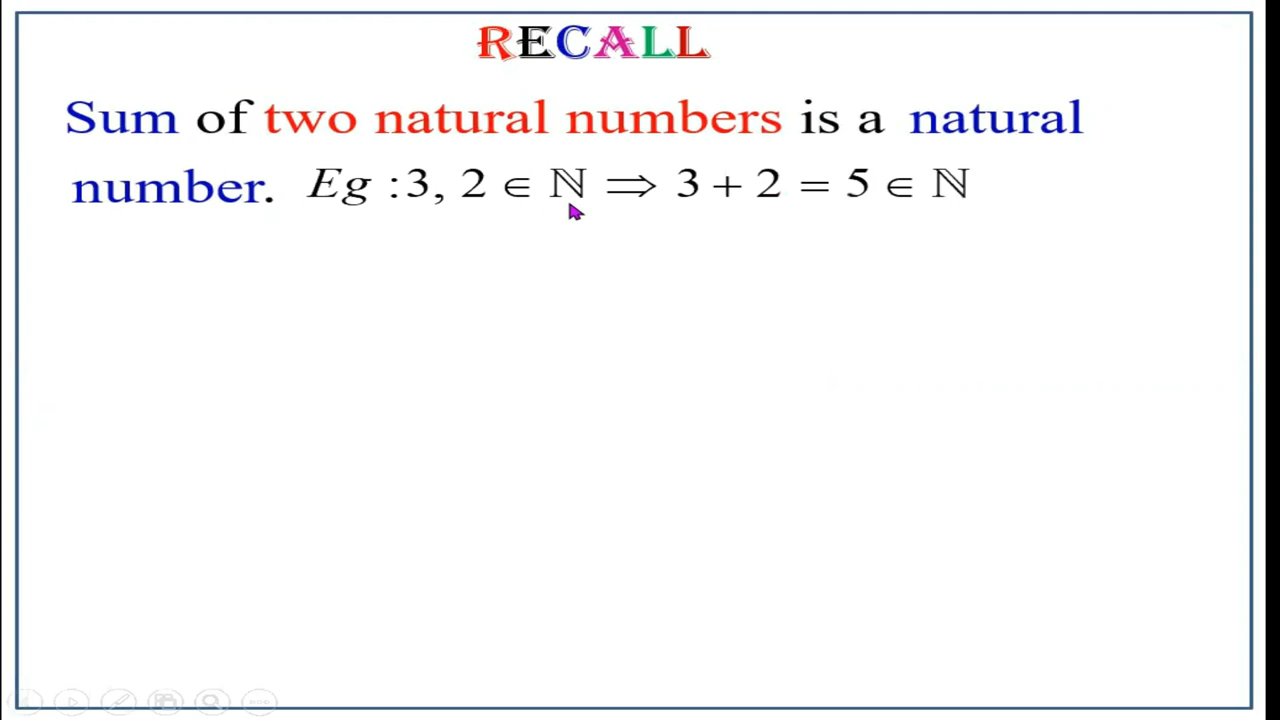 RECALL
Sum of two natural numbers is a natural
number. Eg : 3, 2 ∈ ℕ ⟹ 3 + 2 = 5 ∈ ℕ